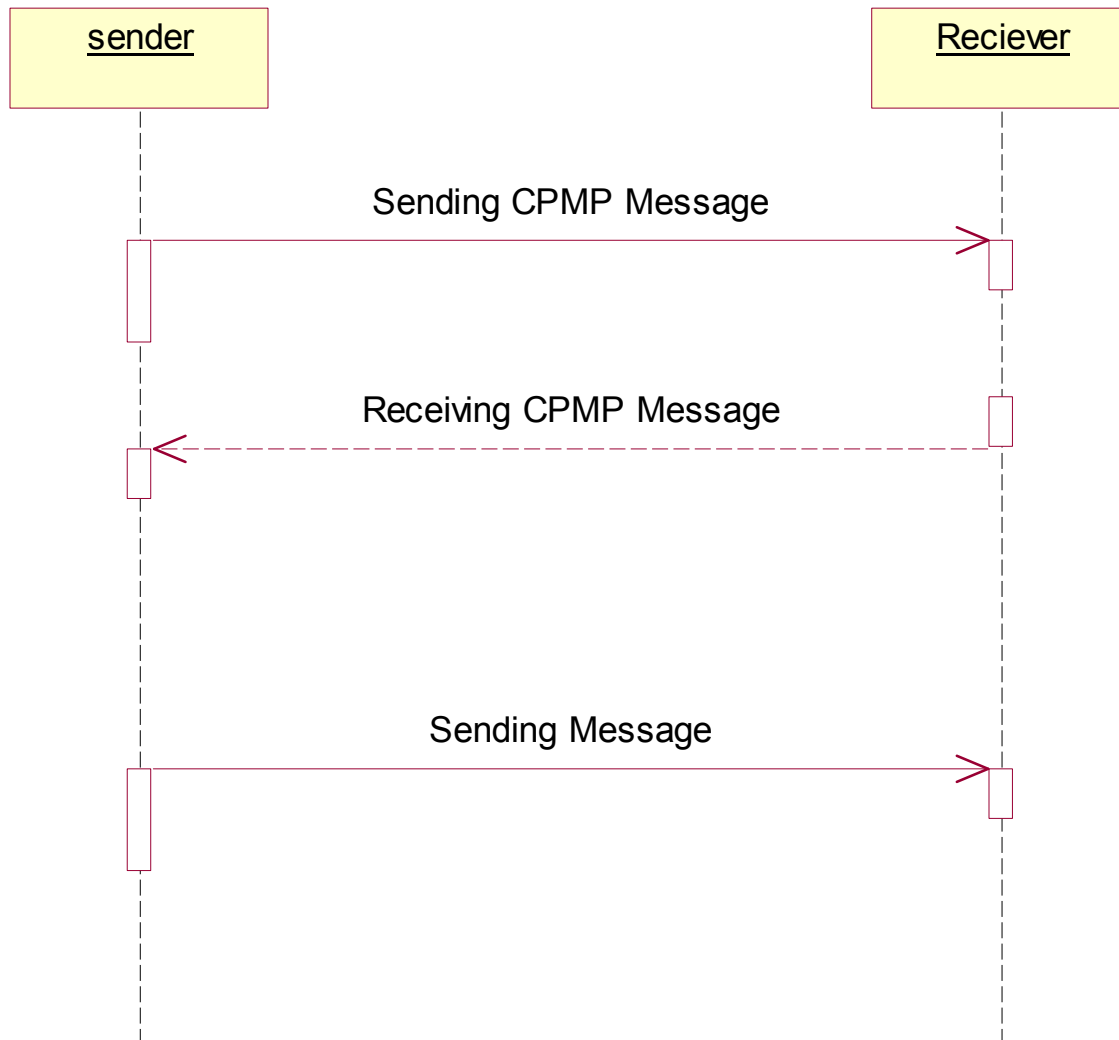 sender
Reciever
Sending CPMP Message
Receiving CPMP Message
Sending Message